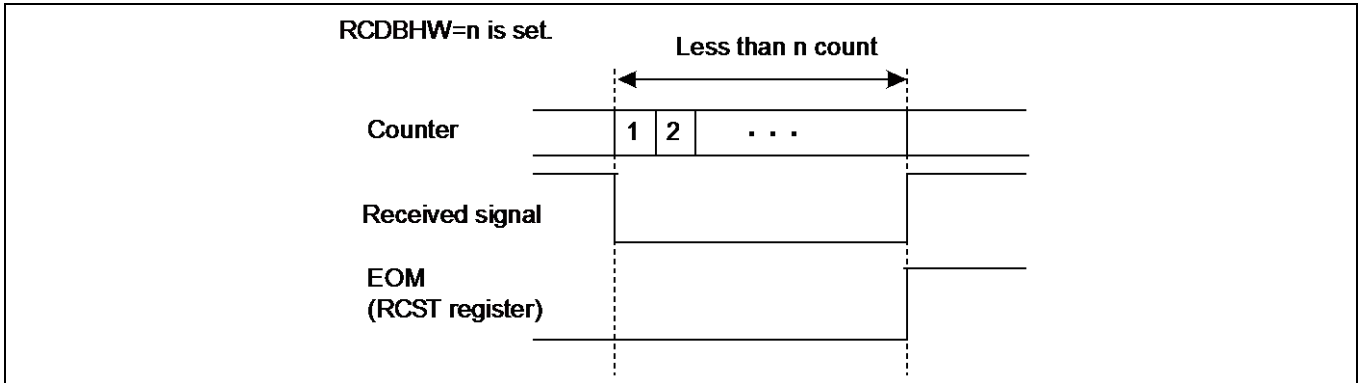 RCDBHW=n is set.
Less than n count
Counter
1 2 ...
Received signal
EOM
(RCST register)